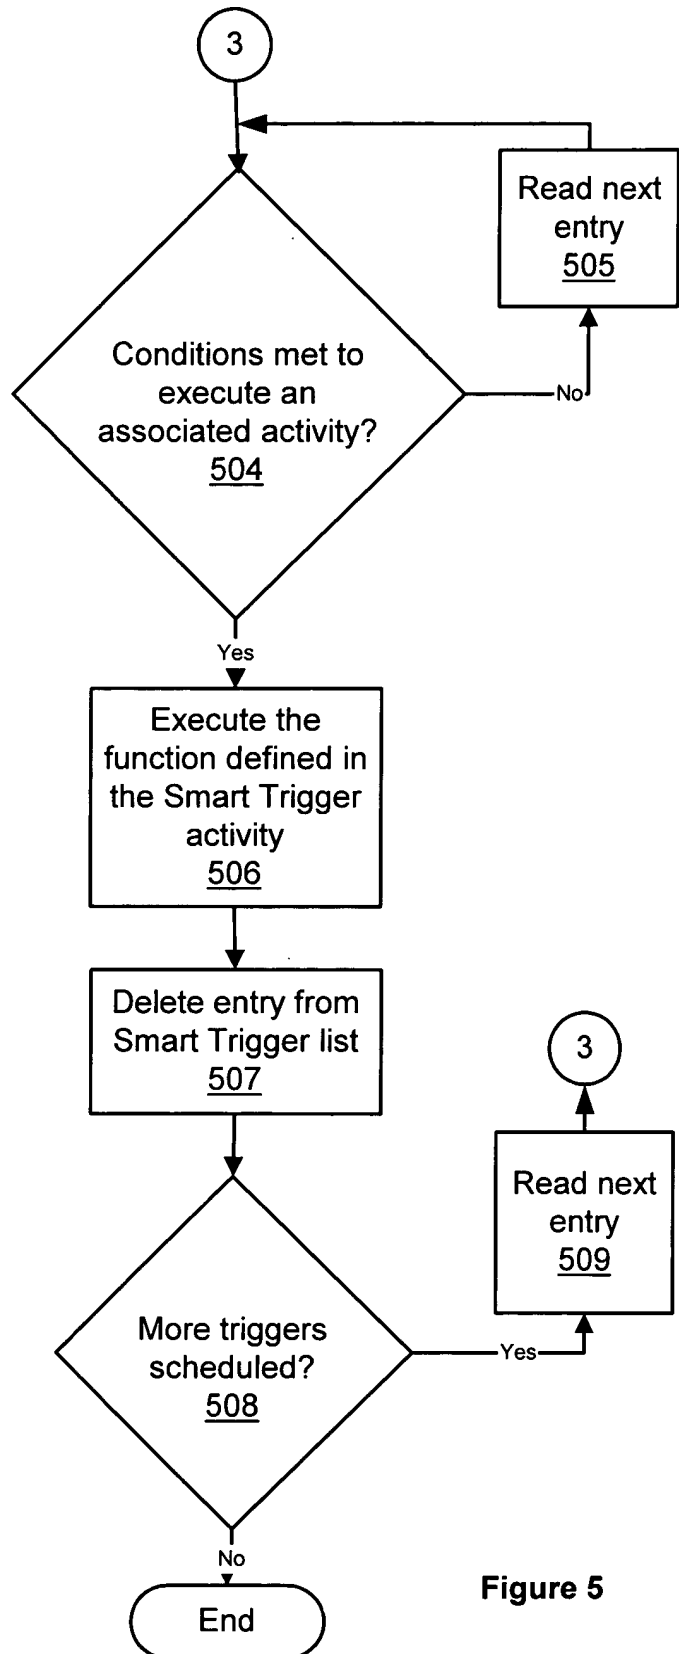 3
Read next
entry
505
Conditions met to
execute an
associated activity?
504
No
Yes
Execute the
function defined in
the Smart Trigger
activity
506
Delete entry from
Smart Trigger list
507
3
Read next
entry
509
More triggers
scheduled?
508
Yes
No
End
Figure 5